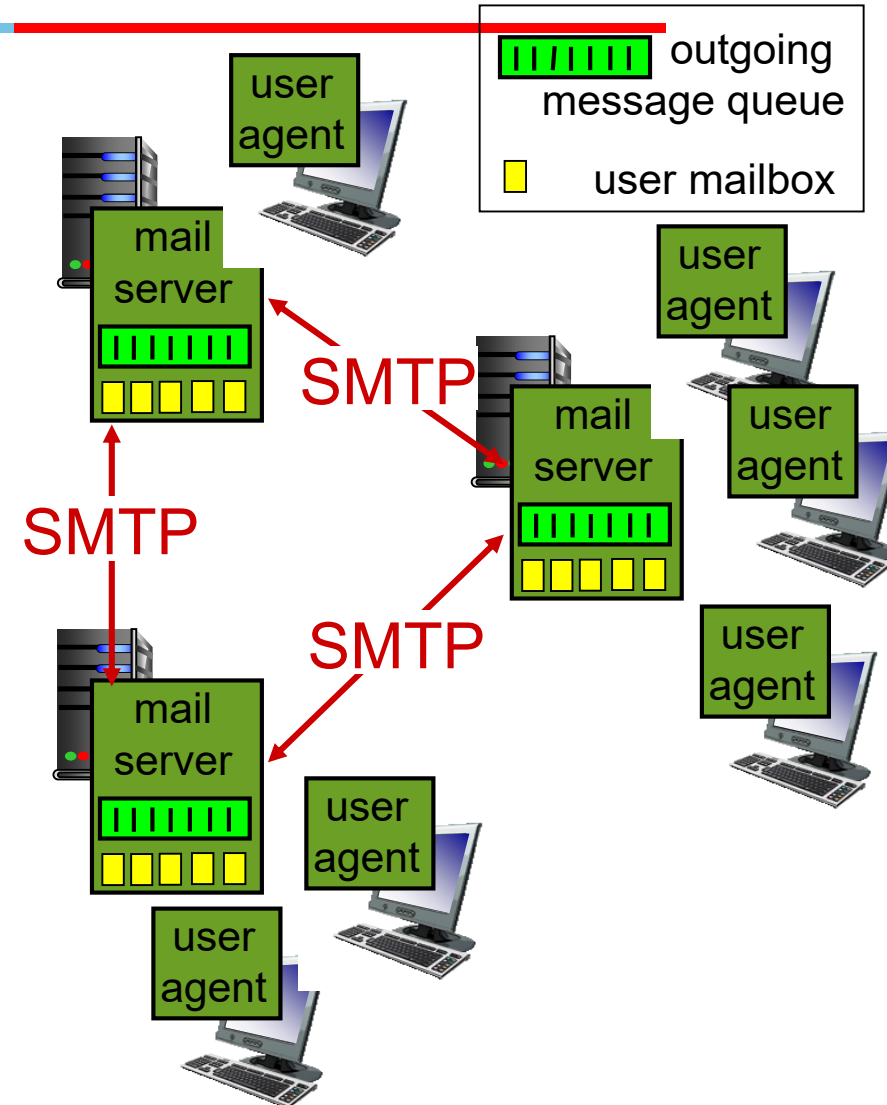 outgoing
message queue
user mailbox
user
agent
mail
server
SMTP
user
agent
mail
server
user
agent
SMTP
SMTP
user
agent
mail
server
user
agent
user
agent